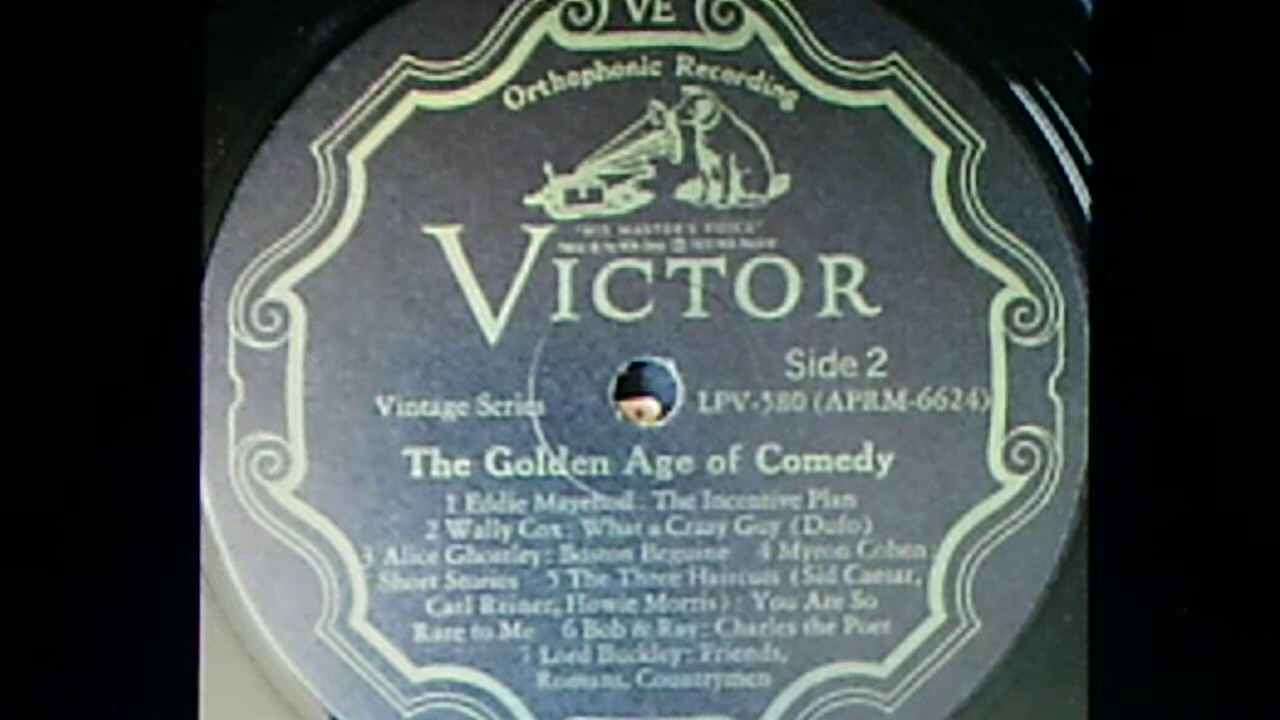 VE
Orthophonic Recording
"HIS MASTER'S VOICE"
VICTOR
Side 2
Vintage Series LPV-580 (APRM-6624)
The Golden Age of Comedy
1 Eddie Mayehoff: The Incentive Plan
2 Wally Cox: What a Crazy Guy (Dufo)
3 Alice Ghostley: Boston Beguine 4 Myron Cohen
Short Stories 5 The Three Haircuts (Sid Caesar,
Carl Reiner, Howie Morris): You Are So
Rare to Me 6 Bob & Ray: Charles the Poet
7 Lord Buckley: Friends,
Romans, Countrymen